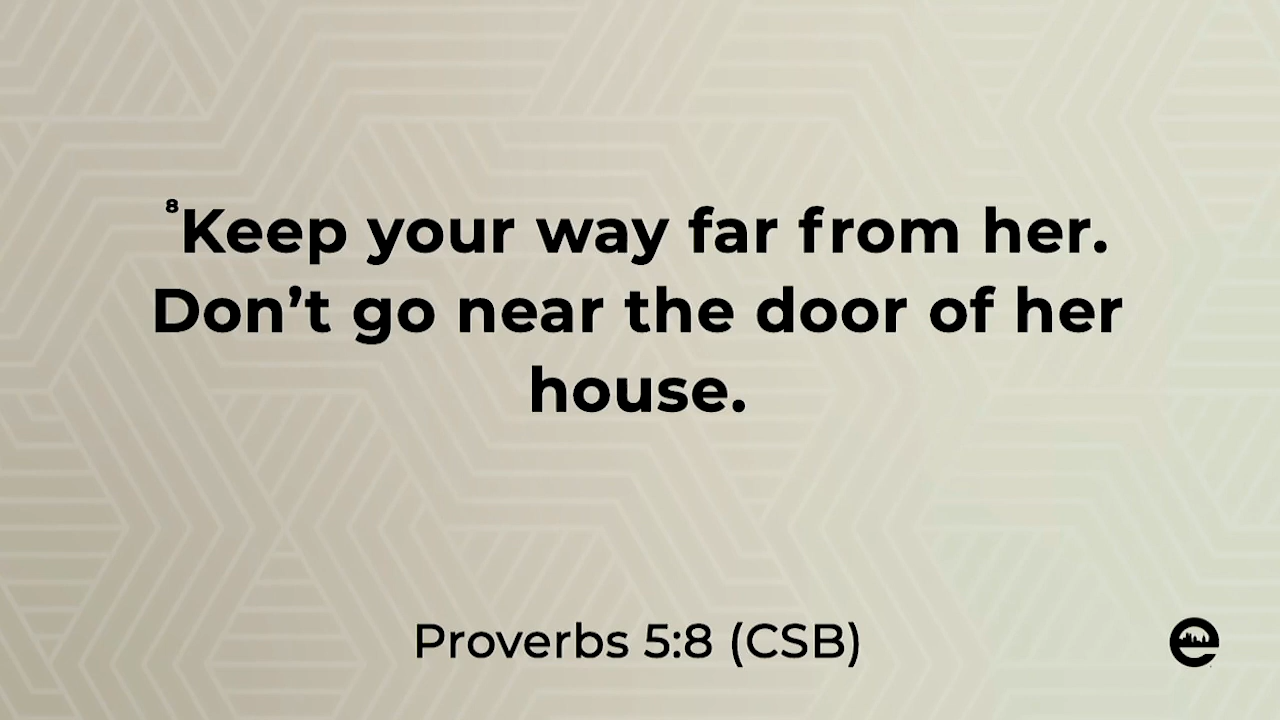 ⁸Keep your way far from her.
Don’t go near the door of her
house.
Proverbs 5:8 (CSB)
e